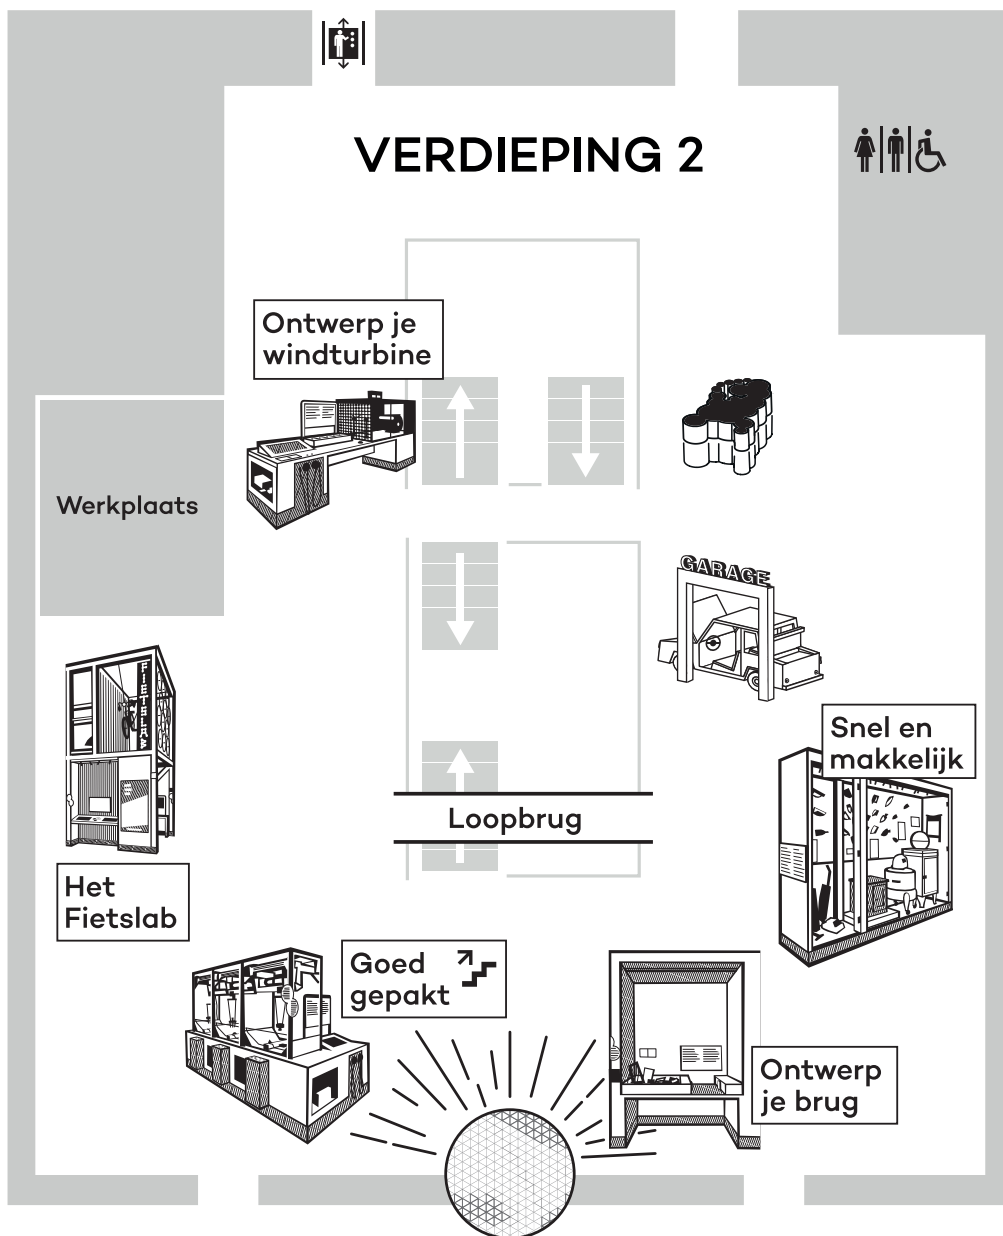 VERDIEPING 2
Ontwerp je
windturbine
Werkplaats
GARAGE
FIETSLAB
Snel en
makkelijk
Loopbrug
Het
Fietslab
Goed
gepakt
Ontwerp
je brug